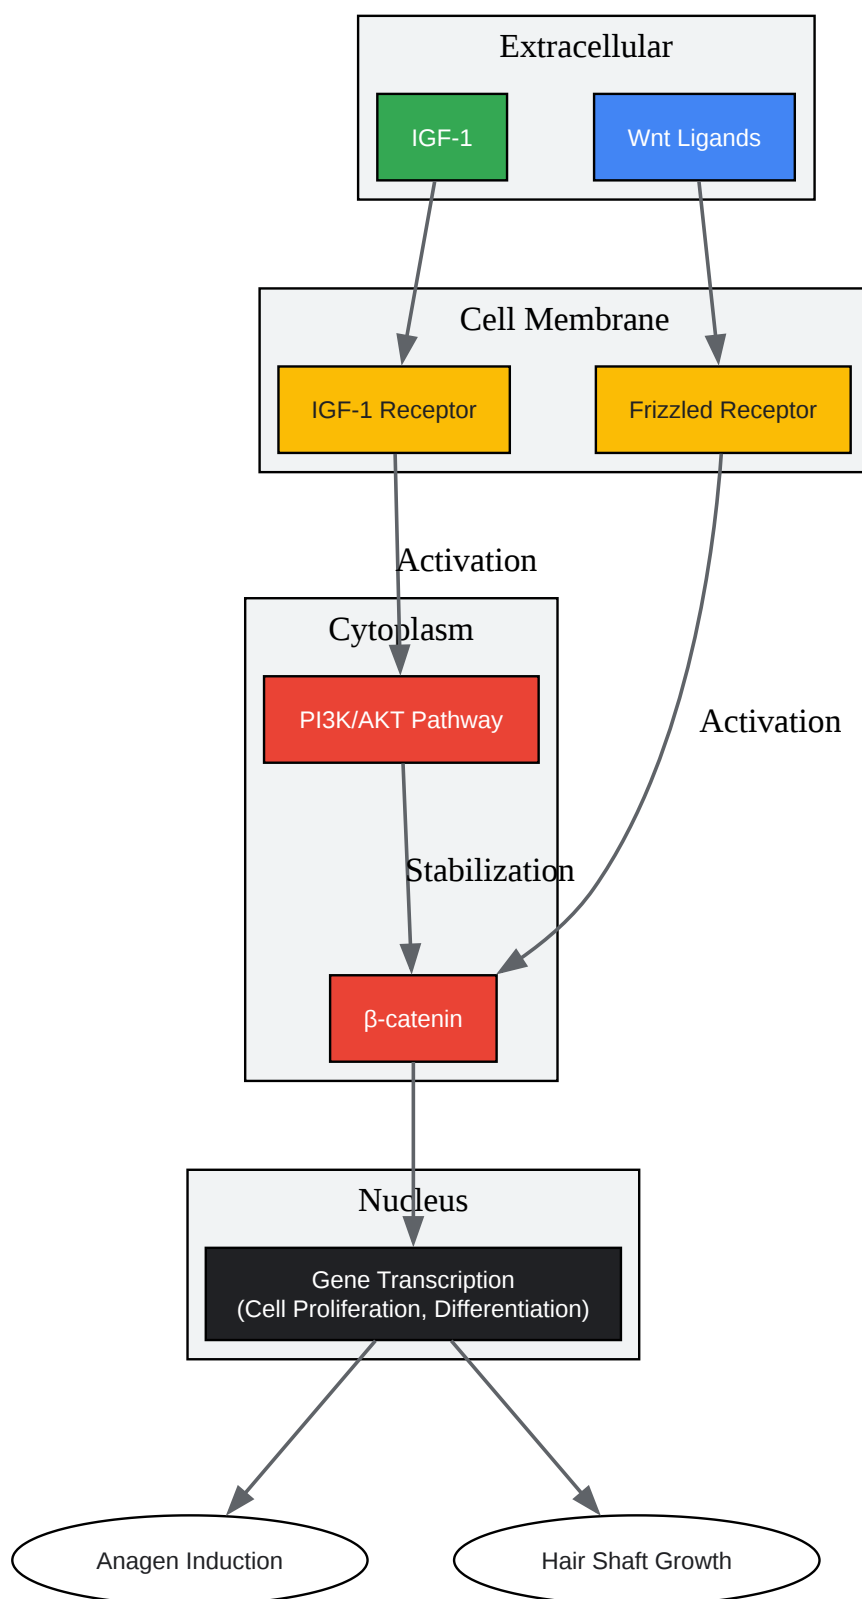 Extracellular
IGF-1
Wnt Ligands
Cell Membrane
IGF-1 Receptor
Frizzled Receptor
Activation
Cytoplasm
PI3K/AKT Pathway
Activation
Stabilization
β-catenin
Nucleus
Gene Transcription
(Cell Proliferation, Differentiation)
Anagen Induction
Hair Shaft Growth